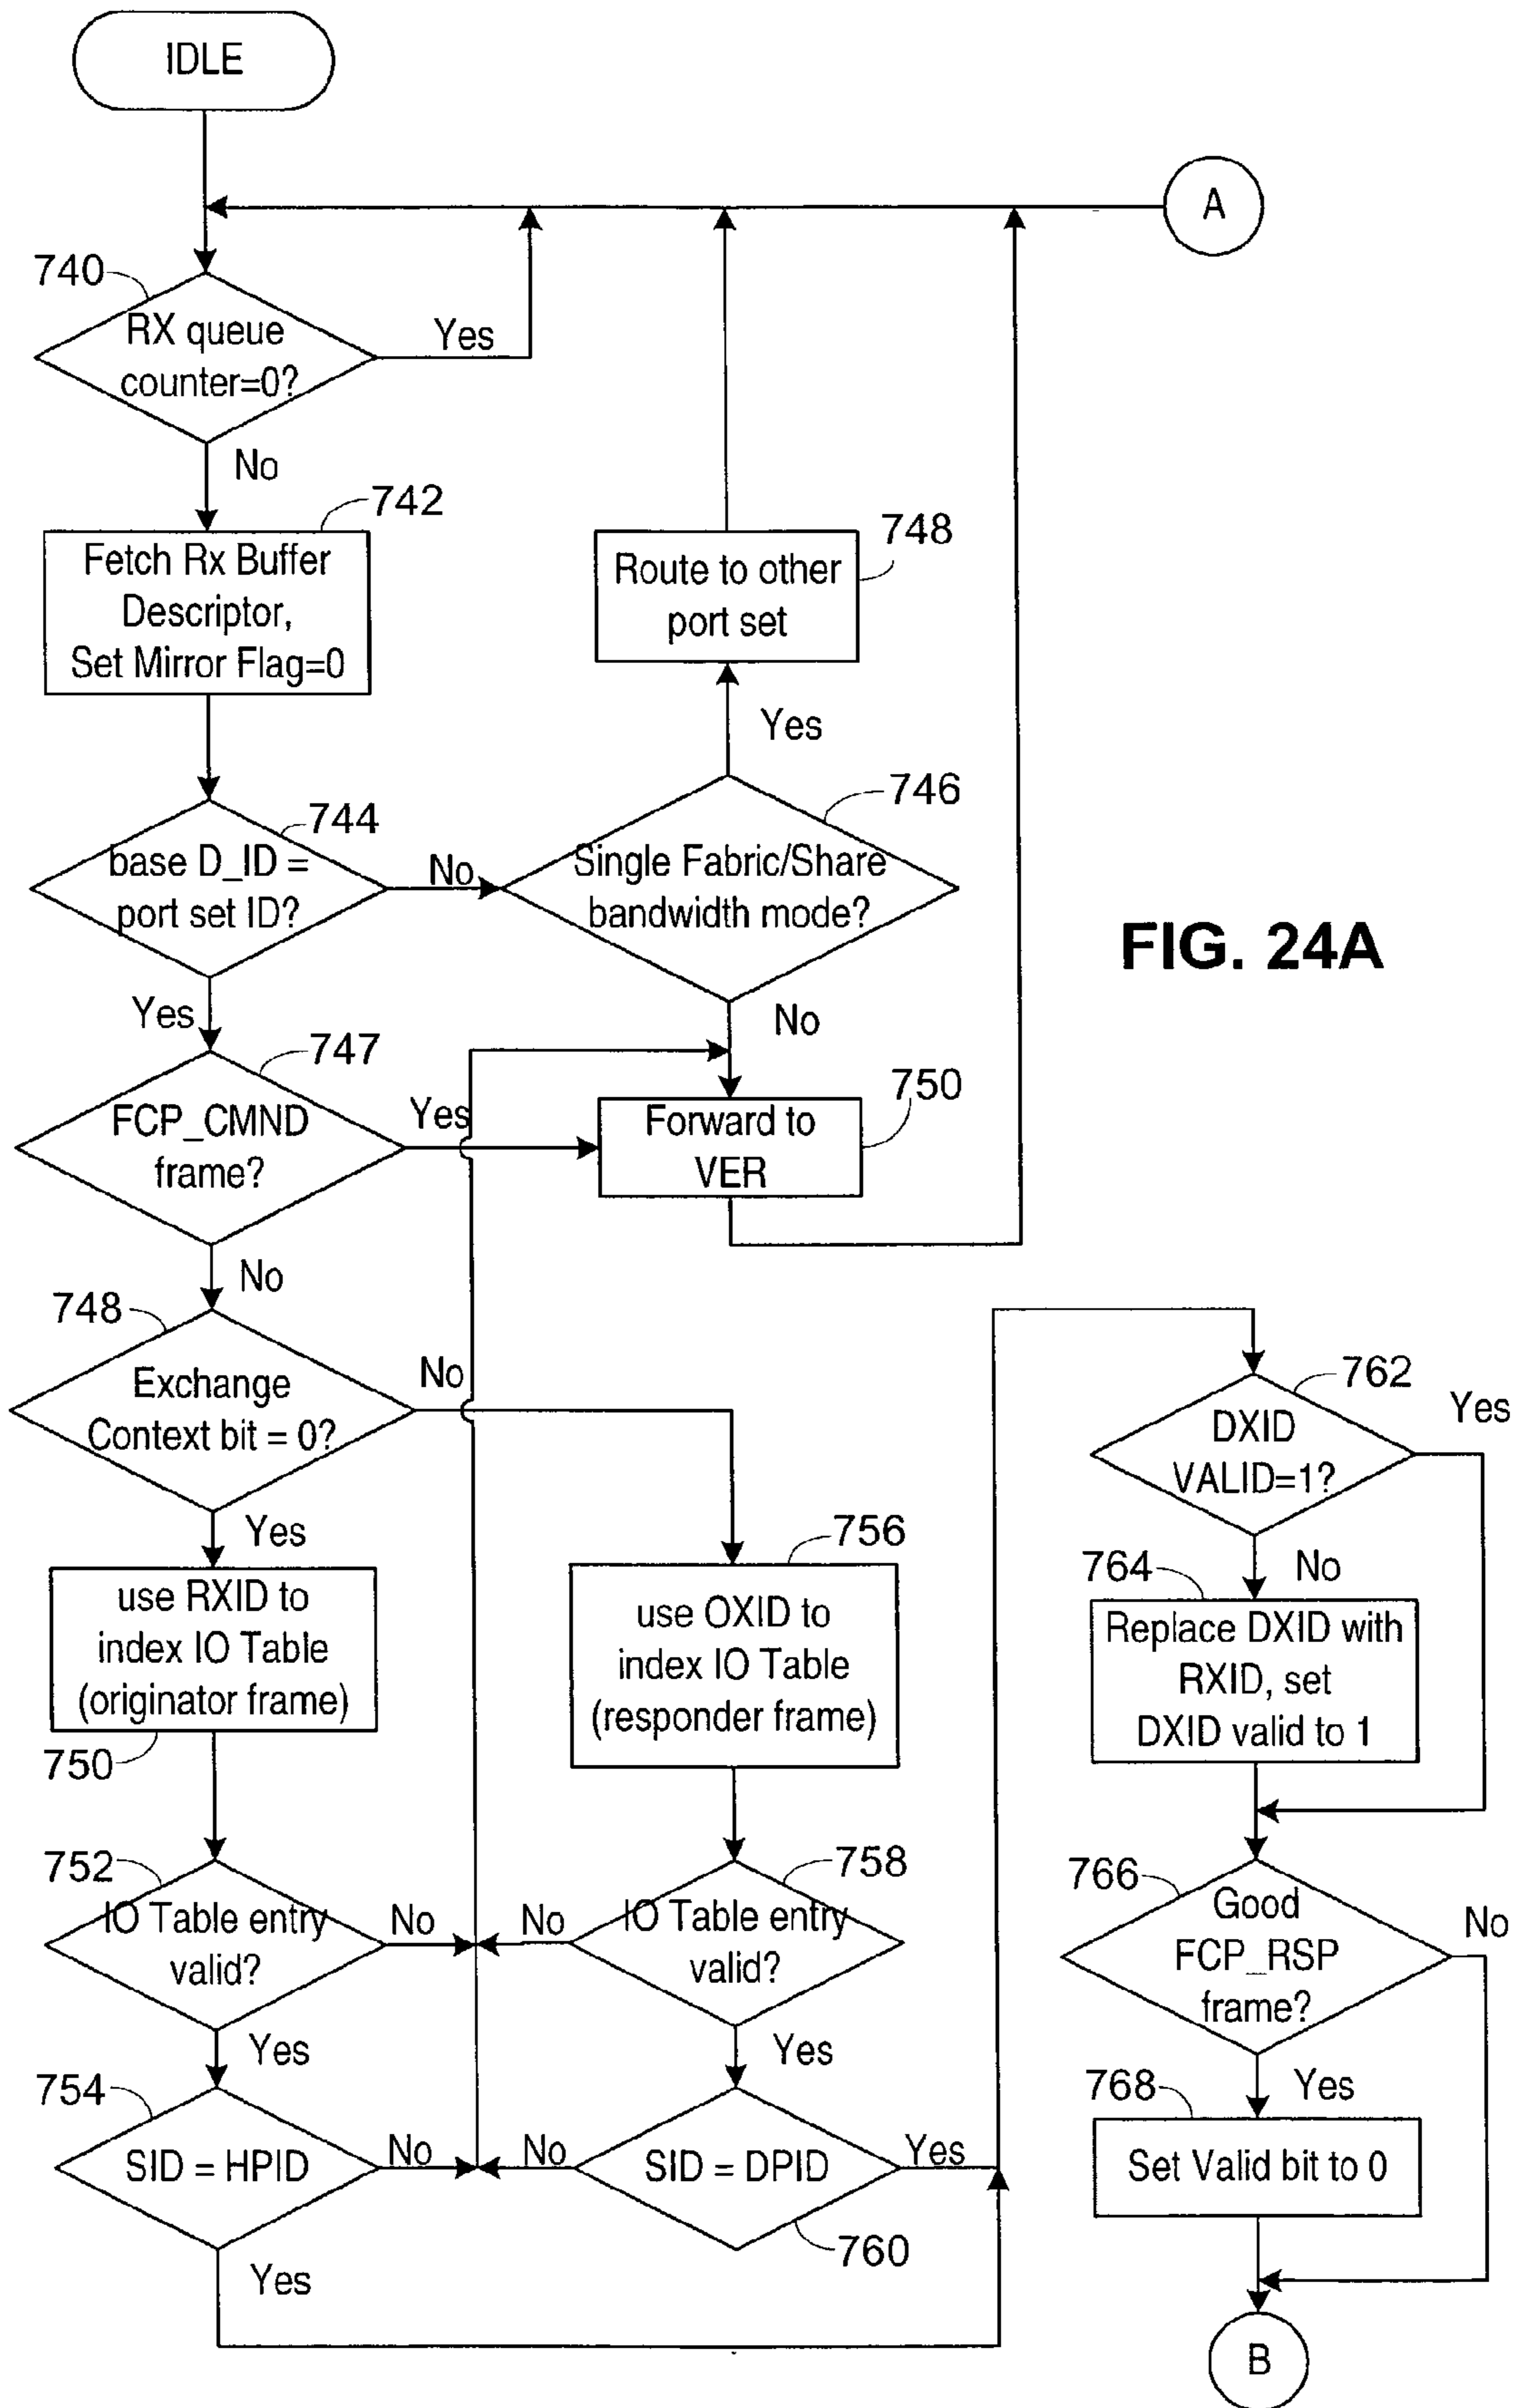 IDLE
A
740
RX queue
counter=0?
Yes
No
742
Fetch Rx Buffer
Descriptor,
Set Mirror Flag=0
748
Route to other
port set
Yes
744
base D_ID =
port set ID?
No
746
Single Fabric/Share
bandwidth mode?
FIG. 24A
Yes
No
747
FCP_CMND
frame?
Yes
750
Forward to
VER
No
748
Exchange
Context bit = 0?
No
Yes
use RXID to
index IO Table
(originator frame)
750
756
use OXID to
index IO Table
(responder frame)
752
IO Table entry
valid?
No
No
758
IO Table entry
valid?
Yes
Yes
754
SID = HPID
No
No
SID = DPID
Yes
760
Yes
762
DXID
VALID=1?
Yes
No
764
Replace DXID with
RXID, set
DXID valid to 1
766
Good
FCP_RSP
frame?
No
Yes
768
Set Valid bit to 0
B